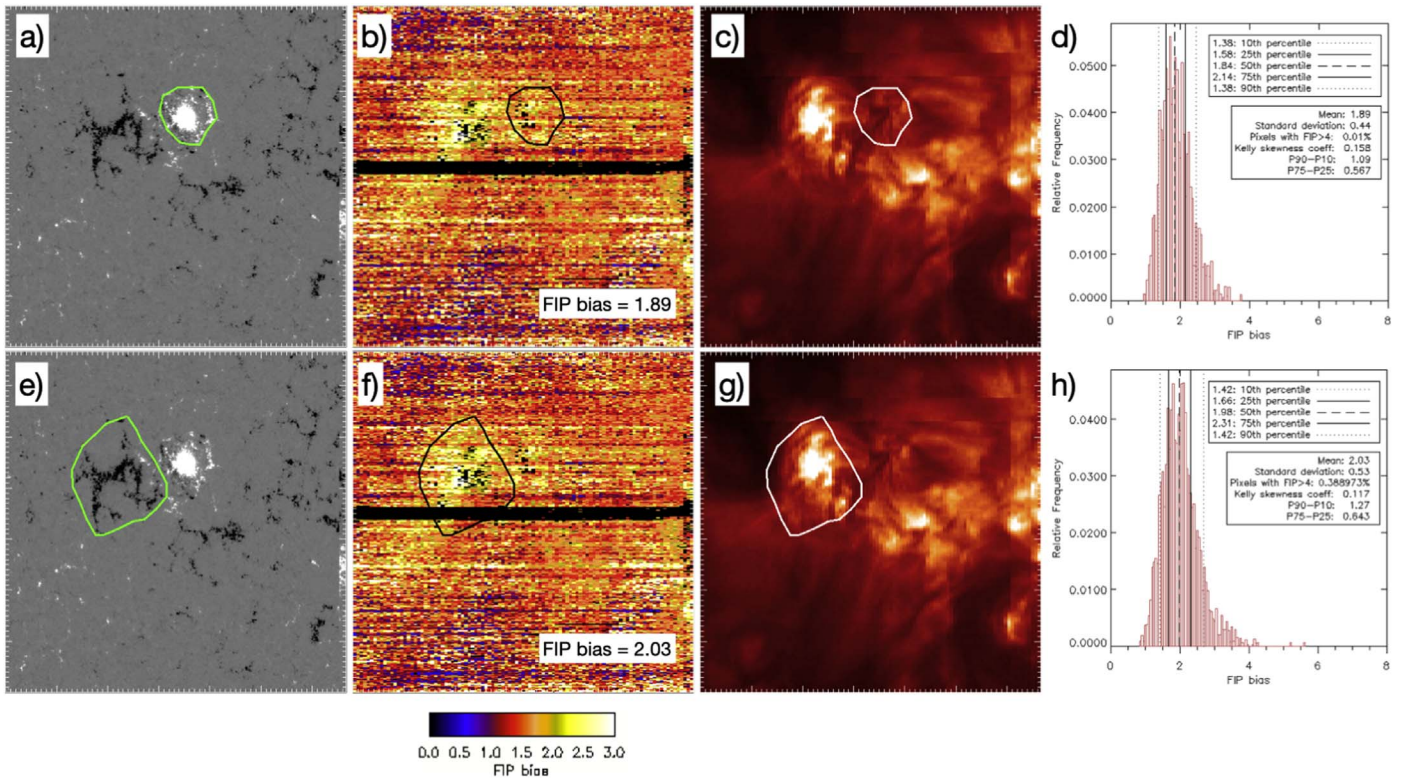 a)
b)
FIP bias = 1.89
c)
d)
Relative Frequency
0.0500
0.0400
0.0300
0.0200
0.0100
0.0000
1.38: 10th percentile
1.58: 25th percentile
1.84: 50th percentile
2.14: 75th percentile
1.38: 90th percentile
Mean: 1.89
Standard deviation: 0.44
Pixels with FIP>4: 0.01%
Kelly skewness coeff: 0.158
P90-P10: 1.09
P75-P25: 0.567
0 2 4 6 8
FIP bias
e)
f)
FIP bias = 2.03
g)
h)
Relative Frequency
0.0400
0.0300
0.0200
0.0100
0.0000
1.42: 10th percentile
1.66: 25th percentile
1.98: 50th percentile
2.31: 75th percentile
1.42: 90th percentile
Mean: 2.03
Standard deviation: 0.53
Pixels with FIP>4: 0.388973%
Kelly skewness coeff: 0.117
P90-P10: 1.27
P75-P25: 0.643
0 2 4 6 8
FIP bias
0.0 0.5 1.0 1.5 2.0 2.5 3.0
FIP bias